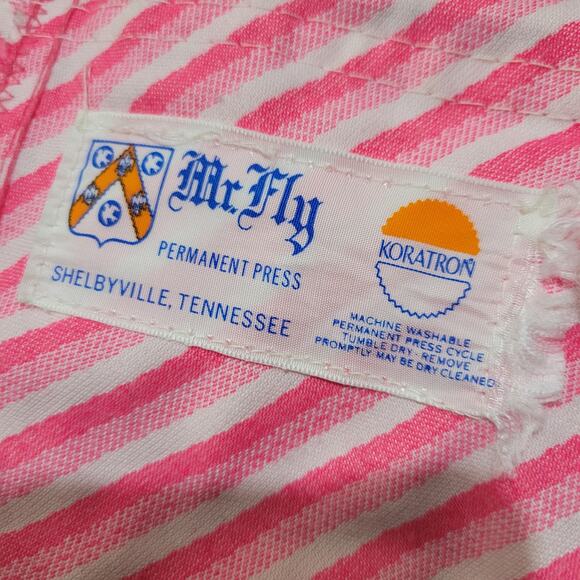 Mr. Fly
PERMANENT PRESS
SHELBYVILLE, TENNESSEE
KORATRON
MACHINE WASHABLE
PERMANENT PRESS CYCLE
TUMBLE DRY - REMOVE
PROMPTLY MAY BE DRY CLEANED